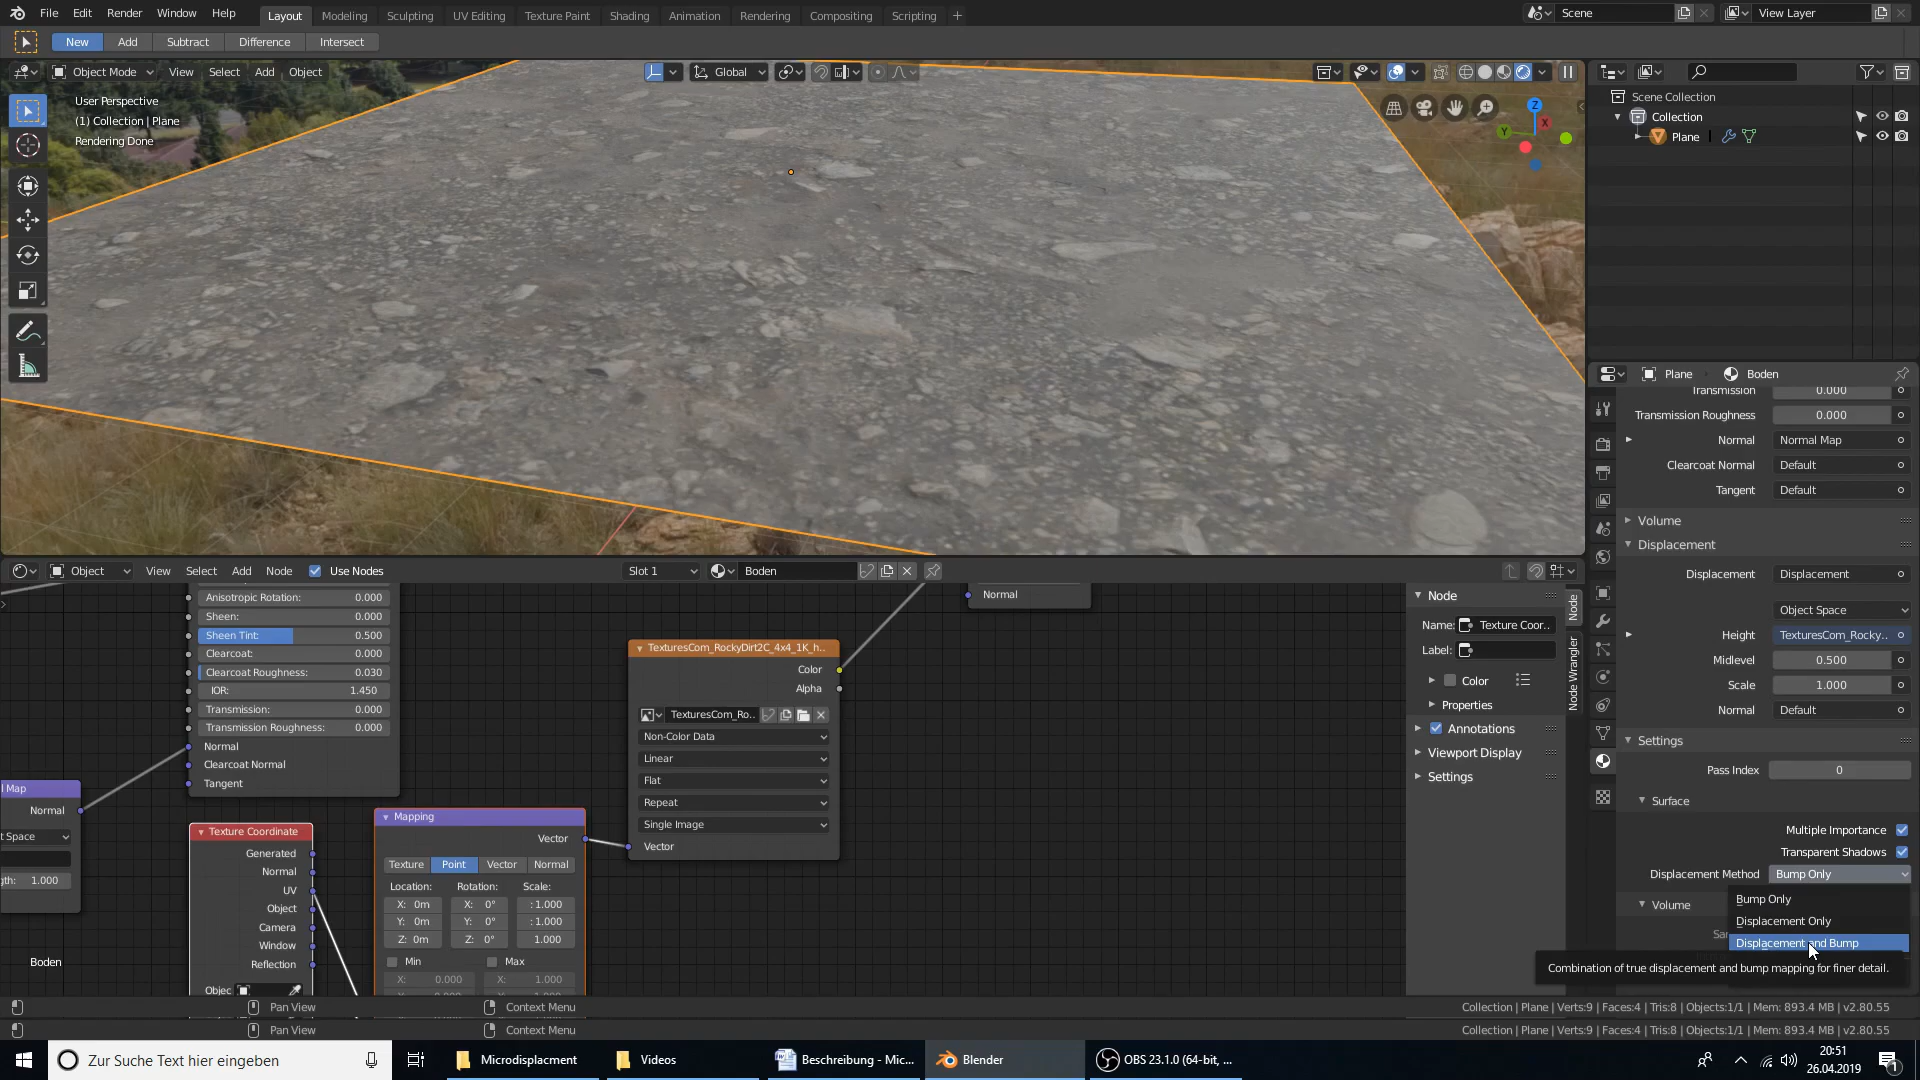 File Edit Render Window Help Layout Modeling Sculpting UV Editing Texture Paint Shading Animation Rendering Compositing Scripting + Scene View Layer
New Add Subtract Difference Intersect
Object Mode View Select Add Object Global
User Perspective
(1) Collection | Plane
Rendering Done
Z
X
Y
Scene Collection
Collection
Plane
Plane Boden
Transmission 0.000
Transmission Roughness 0.000
Normal Normal Map
Clearcoat Normal Default
Tangent Default
Volume
Displacement
Displacement Displacement
Object Space
Height TexturesCom_Rocky..
Midlevel 0.500
Scale 1.000
Normal Default
Settings
Pass Index 0
Surface
Multiple Importance
Transparent Shadows
Displacement Method Bump Only
Volume
Bump Only
Displacement Only
Sa
Displacement and Bump
Combination of true displacement and bump mapping for finer detail.
Object View Select Add Node Use Nodes Slot 1 Boden
Anisotropic Rotation: 0.000
Sheen: 0.000
Sheen Tint: 0.500
Clearcoat: 0.000
Clearcoat Roughness: 0.030
IOR: 1.450
Transmission: 0.000
Transmission Roughness: 0.000
Normal
Clearcoat Normal
Tangent
l Map
Normal
t Space
gth: 1.000
Boden
Texture Coordinate
Generated
Normal
UV
Object
Camera
Window
Reflection
Objec
Mapping
Vector
Texture Point Vector Normal
Location: Rotation: Scale:
X: 0m X: 0° : 1.000
Y: 0m Y: 0° : 1.000
Z: 0m Z: 0° 1.000
Min Max
X: 0.000 X: 1.000
TexturesCom_RockyDirt2C_4x4_1K_h..
Color
Alpha
TexturesCom_Ro..
Non-Color Data
Linear
Flat
Repeat
Single Image
Vector
Normal
Node
Name: Texture Coor..
Label:
Color
Properties
Annotations
Viewport Display
Settings
Node
Node Wrangler
Pan View Context Menu Collection | Plane | Verts:9 | Faces:4 | Tris:8 | Objects:1/1 | Mem: 893.4 MB | v2.80.55
Pan View Context Menu Collection | Plane | Verts:9 | Faces:4 | Tris:8 | Objects:1/1 | Mem: 893.4 MB | v2.80.55
Zur Suche Text hier eingeben Microdisplacment Videos Beschreibung - Mic... Blender OBS 23.1.0 (64-bit, ... 20:51
26.04.2019
1